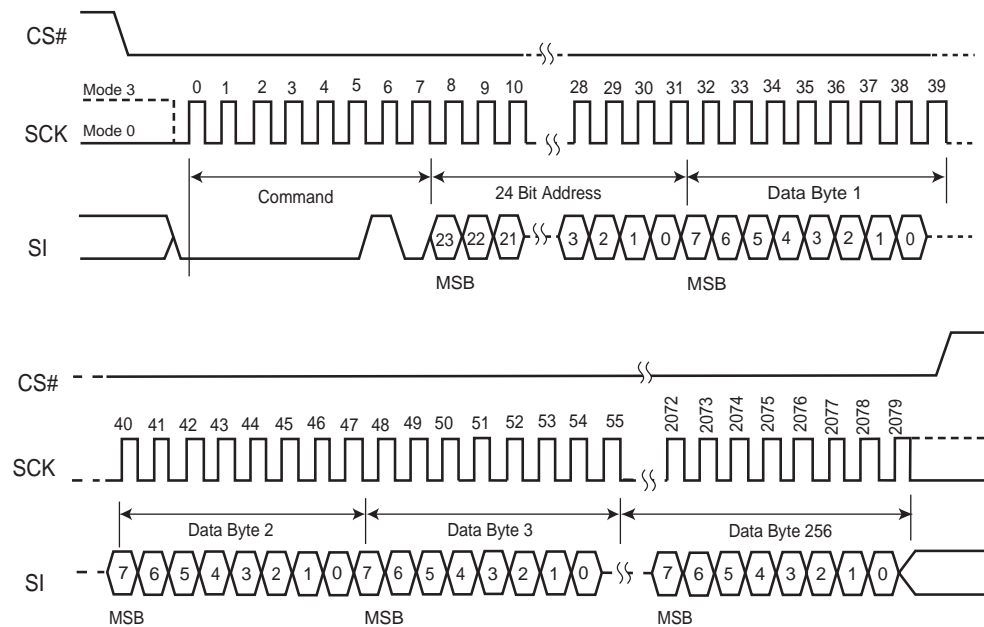 CS#
Mode 3
0 1 2 3 4 5 6 7 8 9 10 28 29 30 31 32 33 34 35 36 37 38 39
SCK
Mode 0
Command 24 Bit Address Data Byte 1
SI
23 22 21 3 2 1 0 7 6 5 4 3 2 1 0
MSB MSB
CS#
40 41 42 43 44 45 46 47 48 49 50 51 52 53 54 55 2072 2073 2074 2075 2076 2077 2078 2079
SCK
Data Byte 2 Data Byte 3 Data Byte 256
SI
7 6 5 4 3 2 1 0 7 6 5 4 3 2 1 0 7 6 5 4 3 2 1 0
MSB MSB MSB